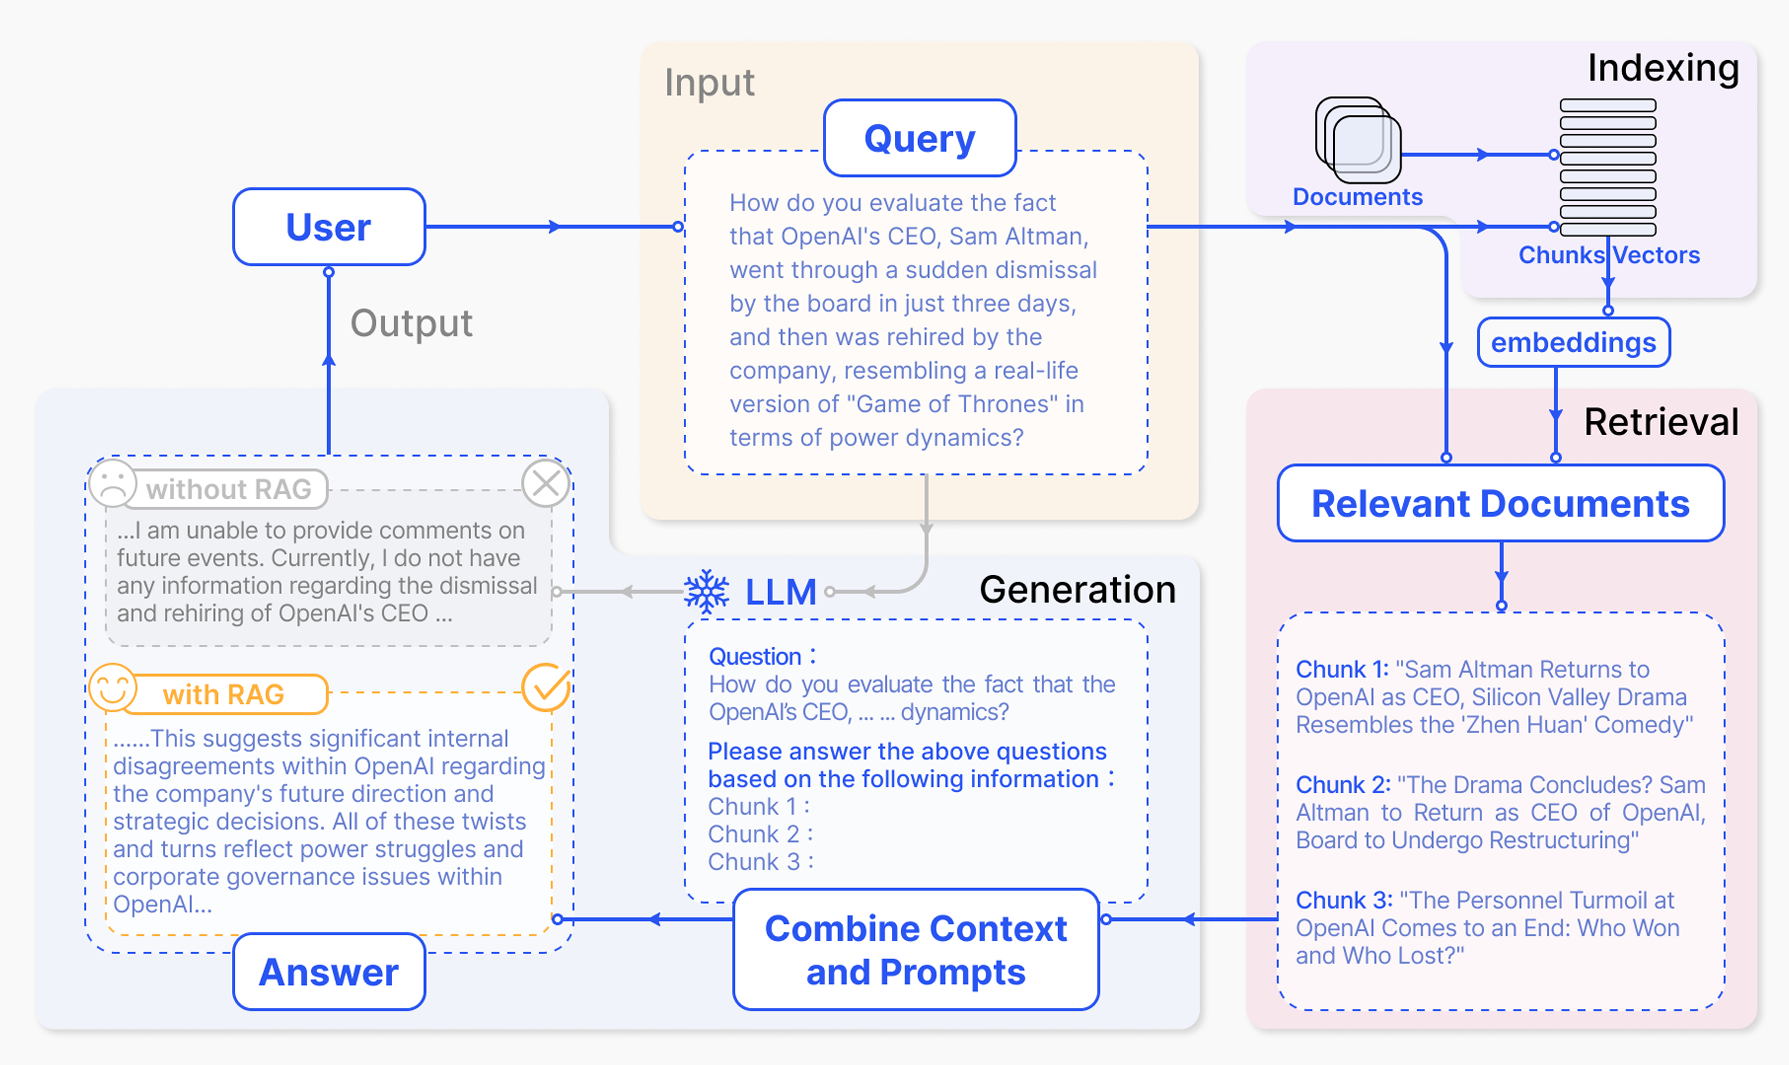 Input
Query
How do you evaluate the fact
that OpenAI's CEO, Sam Altman,
went through a sudden dismissal
by the board in just three days,
and then was rehired by the
company, resembling a real-life
version of "Game of Thrones" in
terms of power dynamics?
Indexing
Documents
Chunks Vectors
embeddings
User
Output
Retrieval
Relevant Documents
Chunk 1: "Sam Altman Returns to
OpenAI as CEO, Silicon Valley Drama
Resembles the 'Zhen Huan' Comedy"
Chunk 2: "The Drama Concludes? Sam
Altman to Return as CEO of OpenAI,
Board to Undergo Restructuring"
Chunk 3: "The Personnel Turmoil at
OpenAI Comes to an End: Who Won
and Who Lost?"
LLM
Generation
Question :
How do you evaluate the fact that the
OpenAI's CEO, ... ... dynamics?
Please answer the above questions
based on the following information :
Chunk 1 :
Chunk 2 :
Chunk 3 :
Combine Context
and Prompts
without RAG
...I am unable to provide comments on
future events. Currently, I do not have
any information regarding the dismissal
and rehiring of OpenAI's CEO ...
with RAG
......This suggests significant internal
disagreements within OpenAI regarding
the company's future direction and
strategic decisions. All of these twists
and turns reflect power struggles and
corporate governance issues within
OpenAI...
Answer